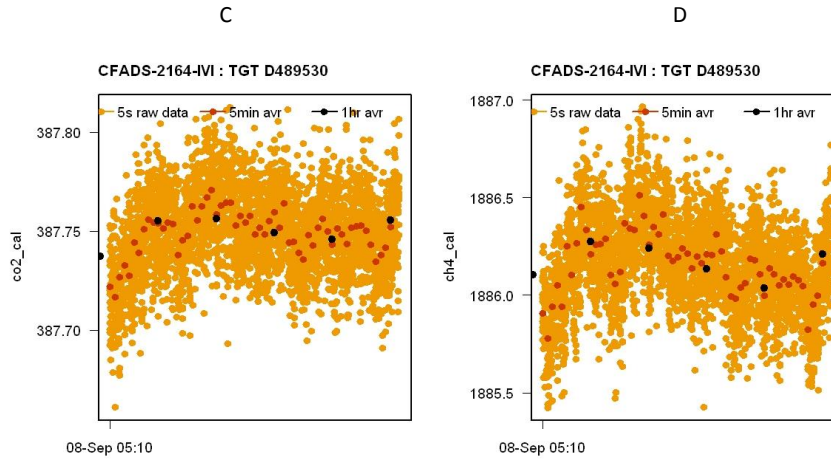 C
CFADS-2164-IVI : TGT D489530
5s raw data 5min avr 1hr avr
387.80
387.75
387.70
co2_cal
08-Sep 05:10
D
CFADS-2164-IVI : TGT D489530
5s raw data 5min avr 1hr avr
1887.0
1886.5
1886.0
1885.5
ch4_cal
08-Sep 05:10